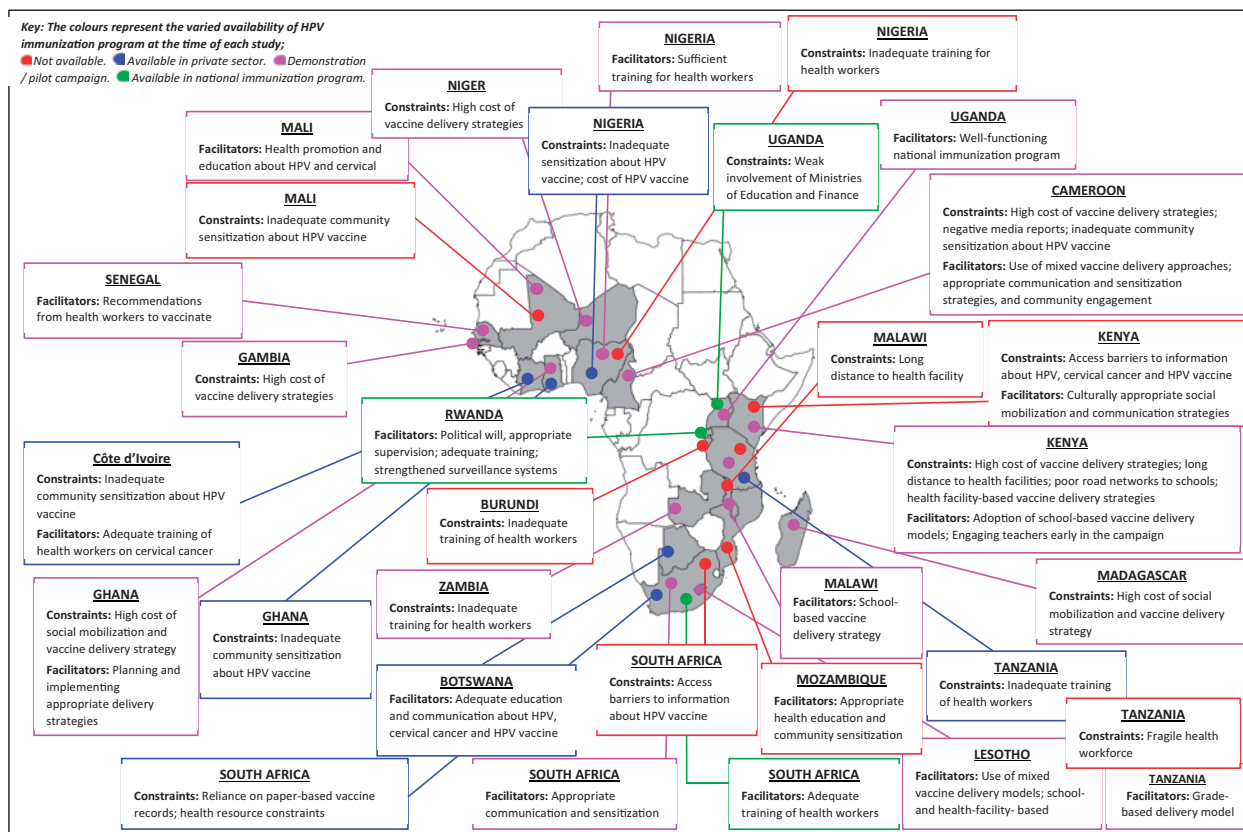 Key: The colours represent the varied availability of HPV
immunization program at the time of each study;
Not available. Available in private sector. Demonstration
/ pilot campaign. Available in national immunization program.
NIGERIA
Facilitators: Sufficient
training for health workers
NIGERIA
Constraints: Inadequate training for
health workers
NIGER
Constraints: High cost of
vaccine delivery strategies
MALI
Facilitators: Health promotion and
education about HPV and cervical
NIGERIA
Constraints: Inadequate
sensitization about HPV
vaccine; cost of HPV vaccine
UGANDA
Constraints: Weak
involvement of Ministries
of Education and Finance
UGANDA
Facilitators: Well-functioning
national immunization program
MALI
Constraints: Inadequate community
sensitization about HPV vaccine
CAMEROON
Constraints: High cost of vaccine delivery strategies;
negative media reports; inadequate community
sensitization about HPV vaccine
Facilitators: Use of mixed vaccine delivery approaches;
appropriate communication and sensitization
strategies, and community engagement
SENEGAL
Facilitators: Recommendations
from health workers to vaccinate
GAMBIA
Constraints: High cost of
vaccine delivery strategies
MALAWI
Constraints: Long
distance to health facility
KENYA
Constraints: Access barriers to information
about HPV, cervical cancer and HPV vaccine
Facilitators: Culturally appropriate social
mobilization and communication strategies
RWANDA
Facilitators: Political will, appropriate
supervision; adequate training;
strengthened surveillance systems
KENYA
Constraints: High cost of vaccine delivery strategies; long
distance to health facilities; poor road networks to schools;
health facility-based vaccine delivery strategies
Facilitators: Adoption of school-based vaccine delivery
models; Engaging teachers early in the campaign
Côte d'Ivoire
Constraints: Inadequate
community sensitization about HPV
vaccine
Facilitators: Adequate training of
health workers on cervical cancer
BURUNDI
Constraints: Inadequate
training of health workers
ZAMBIA
Constraints: Inadequate
training for health workers
MALAWI
Facilitators: School-
based vaccine delivery
strategy
MADAGASCAR
Constraints: High cost of social
mobilization and vaccine delivery
strategy
GHANA
Constraints: High cost of
social mobilization and
vaccine delivery strategy
Facilitators: Planning and
implementing
appropriate delivery
strategies
GHANA
Constraints: Inadequate
community sensitization
about HPV vaccine
BOTSWANA
Facilitators: Adequate education
and communication about HPV,
cervical cancer and HPV vaccine
SOUTH AFRICA
Constraints: Access
barriers to information
about HPV vaccine
MOZAMBIQUE
Facilitators: Appropriate
health education and
community sensitization
TANZANIA
Constraints: Inadequate training
of health workers
TANZANIA
Constraints: Fragile health
workforce
SOUTH AFRICA
Constraints: Reliance on paper-based vaccine
records; health resource constraints
SOUTH AFRICA
Facilitators: Appropriate
communication and sensitization
SOUTH AFRICA
Facilitators: Adequate
training of health workers
LESOTHO
Facilitators: Use of mixed
vaccine delivery models; school-
and health-facility- based
TANZANIA
Facilitators: Grade-
based delivery model